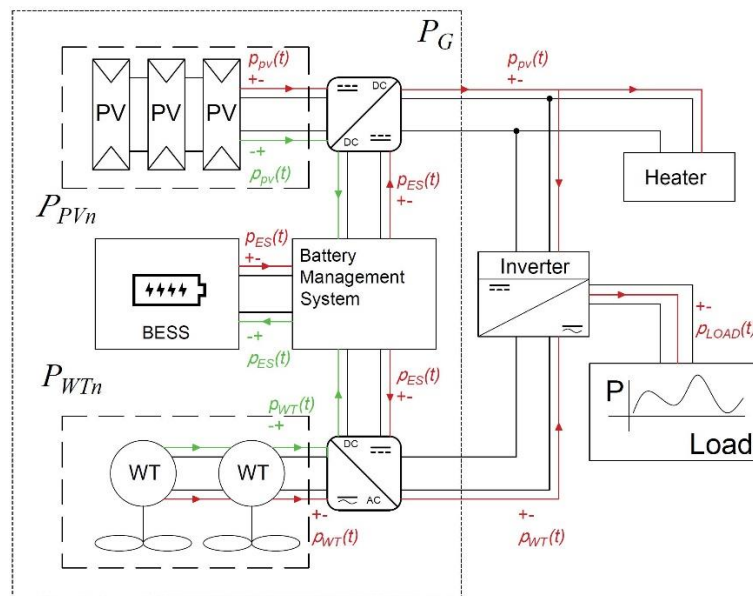 P_G
p_pv(t)
+-
p_pv(t)
+-
DC
DC
PV
PV
PV
-+
p_pv(t)
P_PVn
p_ES(t)
+-
Heater
p_ES(t)
+-
Battery
Management
System
Inverter
BESS
-+
p_ES(t)
+-
p_LOAD(t)
P_WTn
p_ES(t)
+-
P
Load
p_WT(t)
-+
DC
AC
WT
WT
+-
p_WT(t)
+-
p_WT(t)